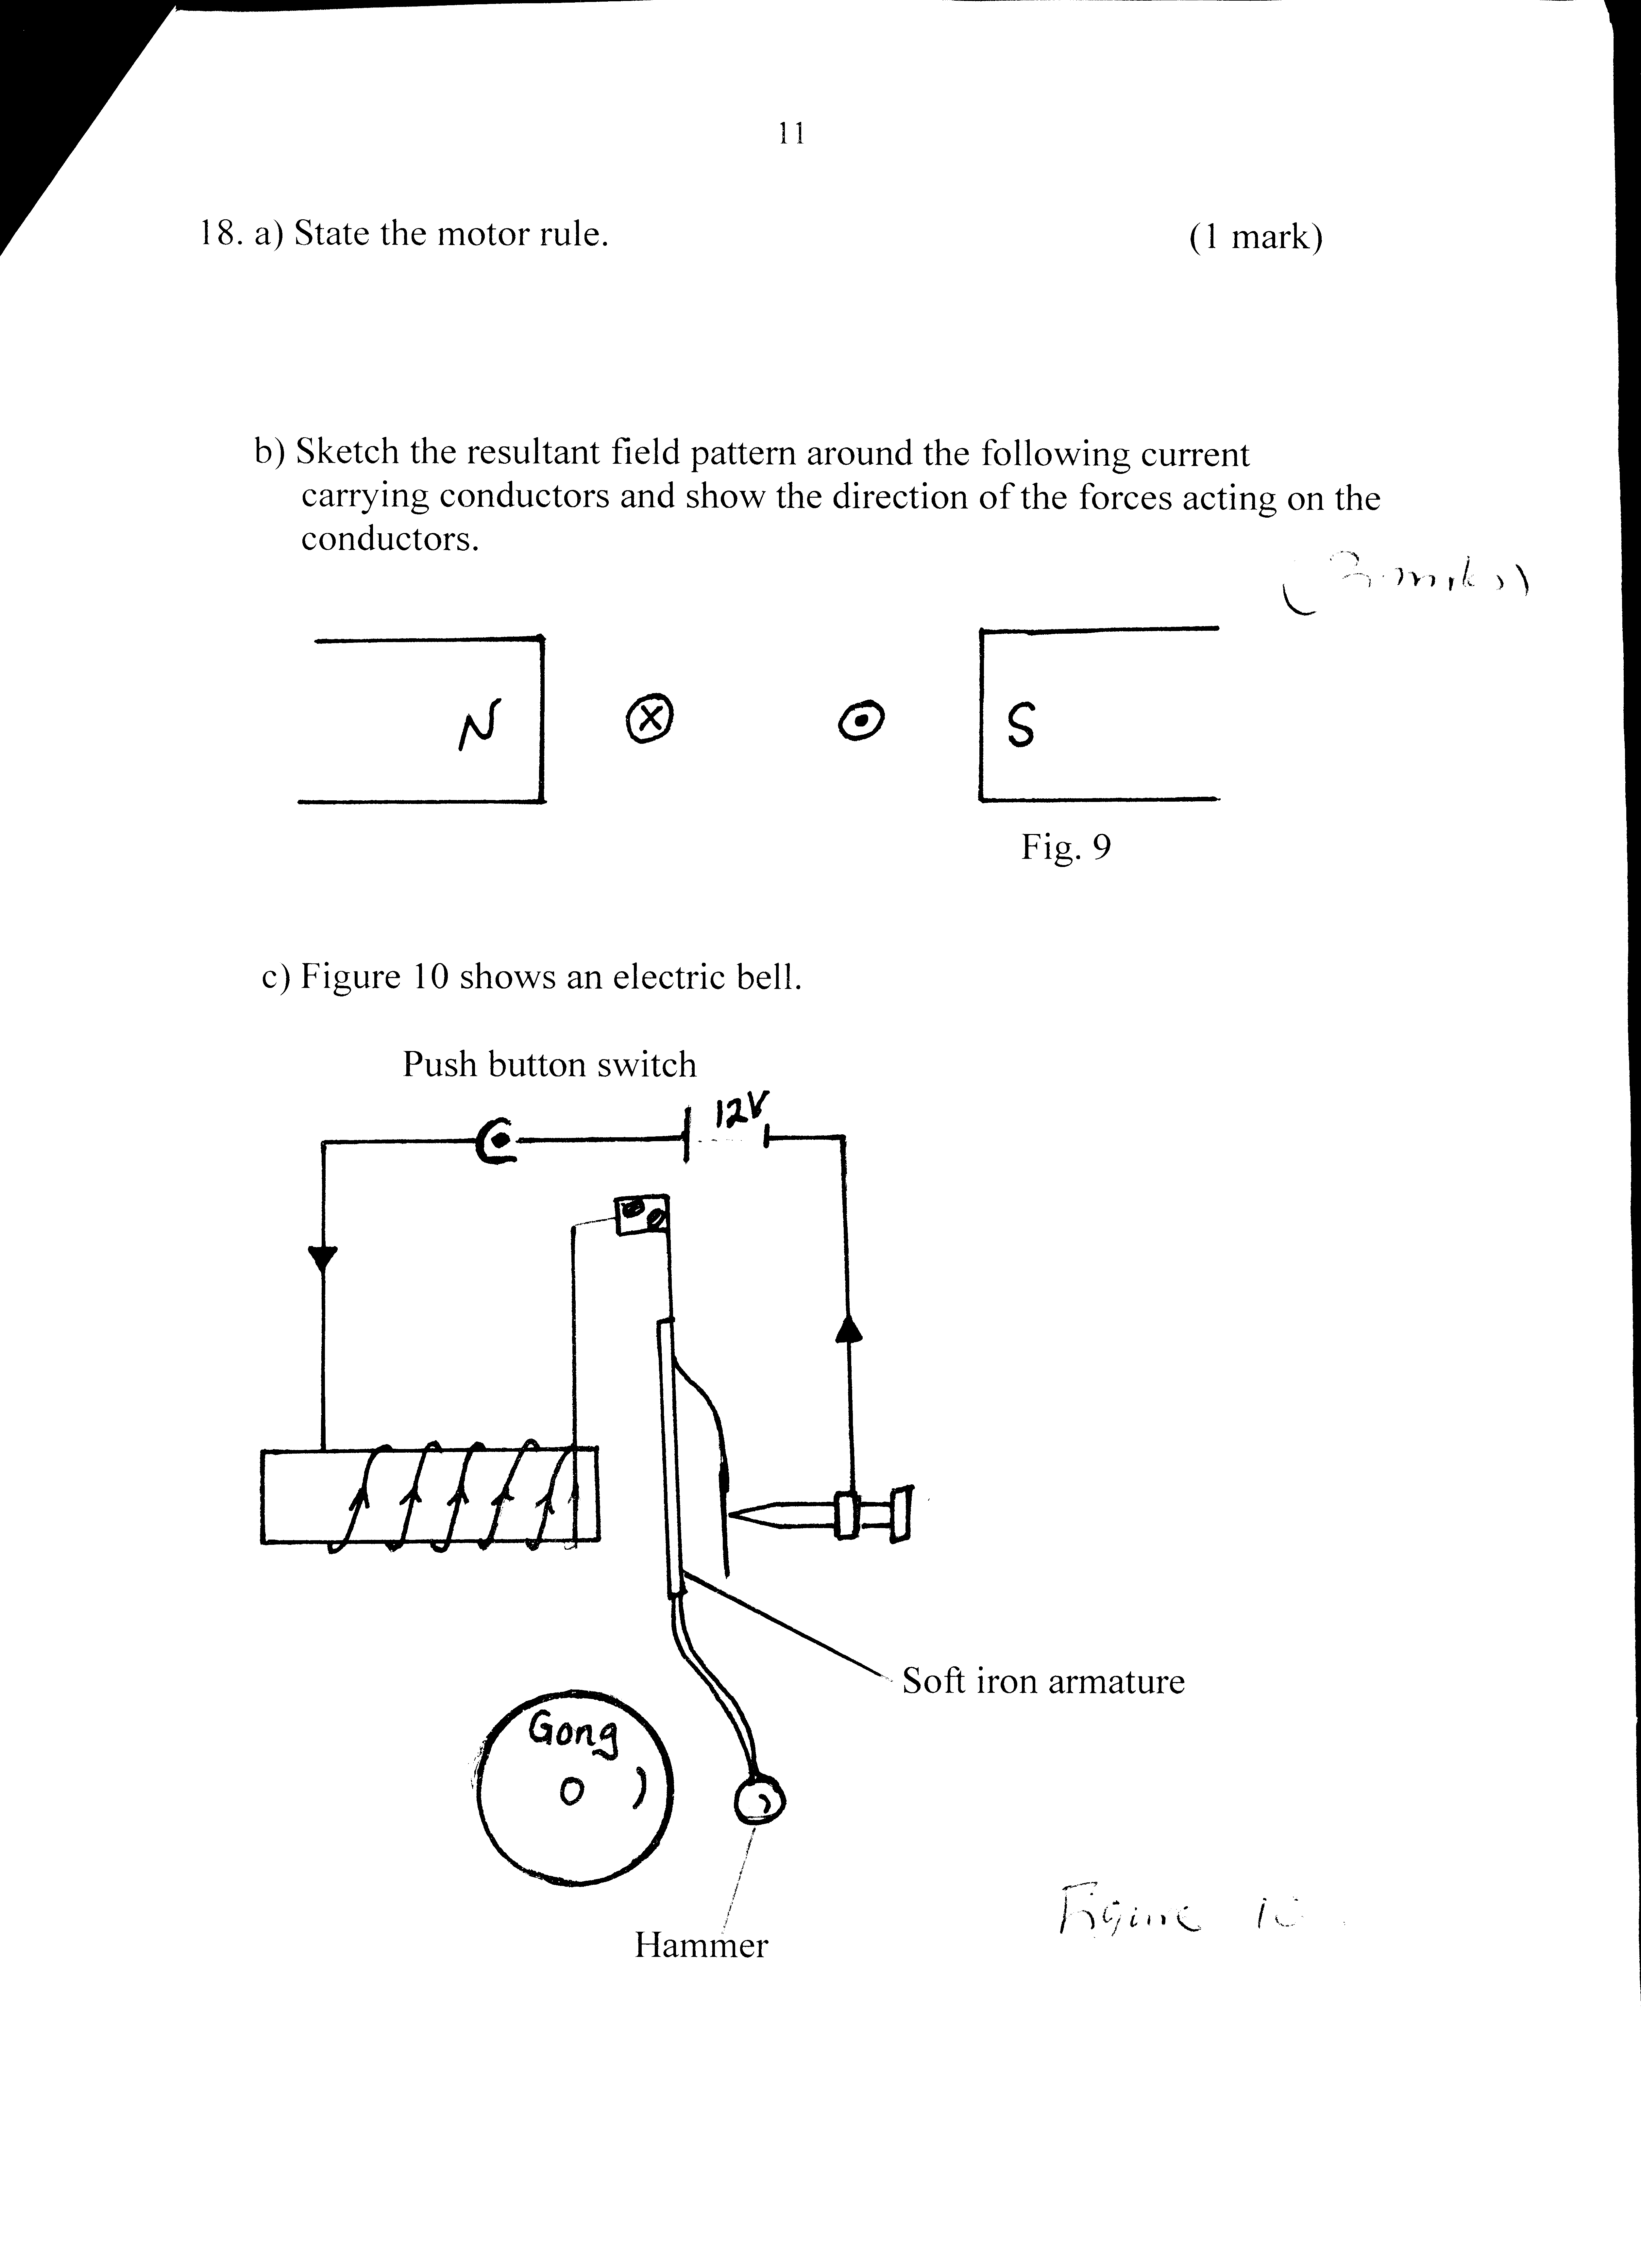 11
18. a) State the motor rule. (1 mark)
b) Sketch the resultant field pattern around the following current
carrying conductors and show the direction of the forces acting on the
conductors.
N S
Fig. 9
c) Figure 10 shows an electric bell.
Push button switch
12V
Soft iron armature
Gong
Hammer
Figure 10